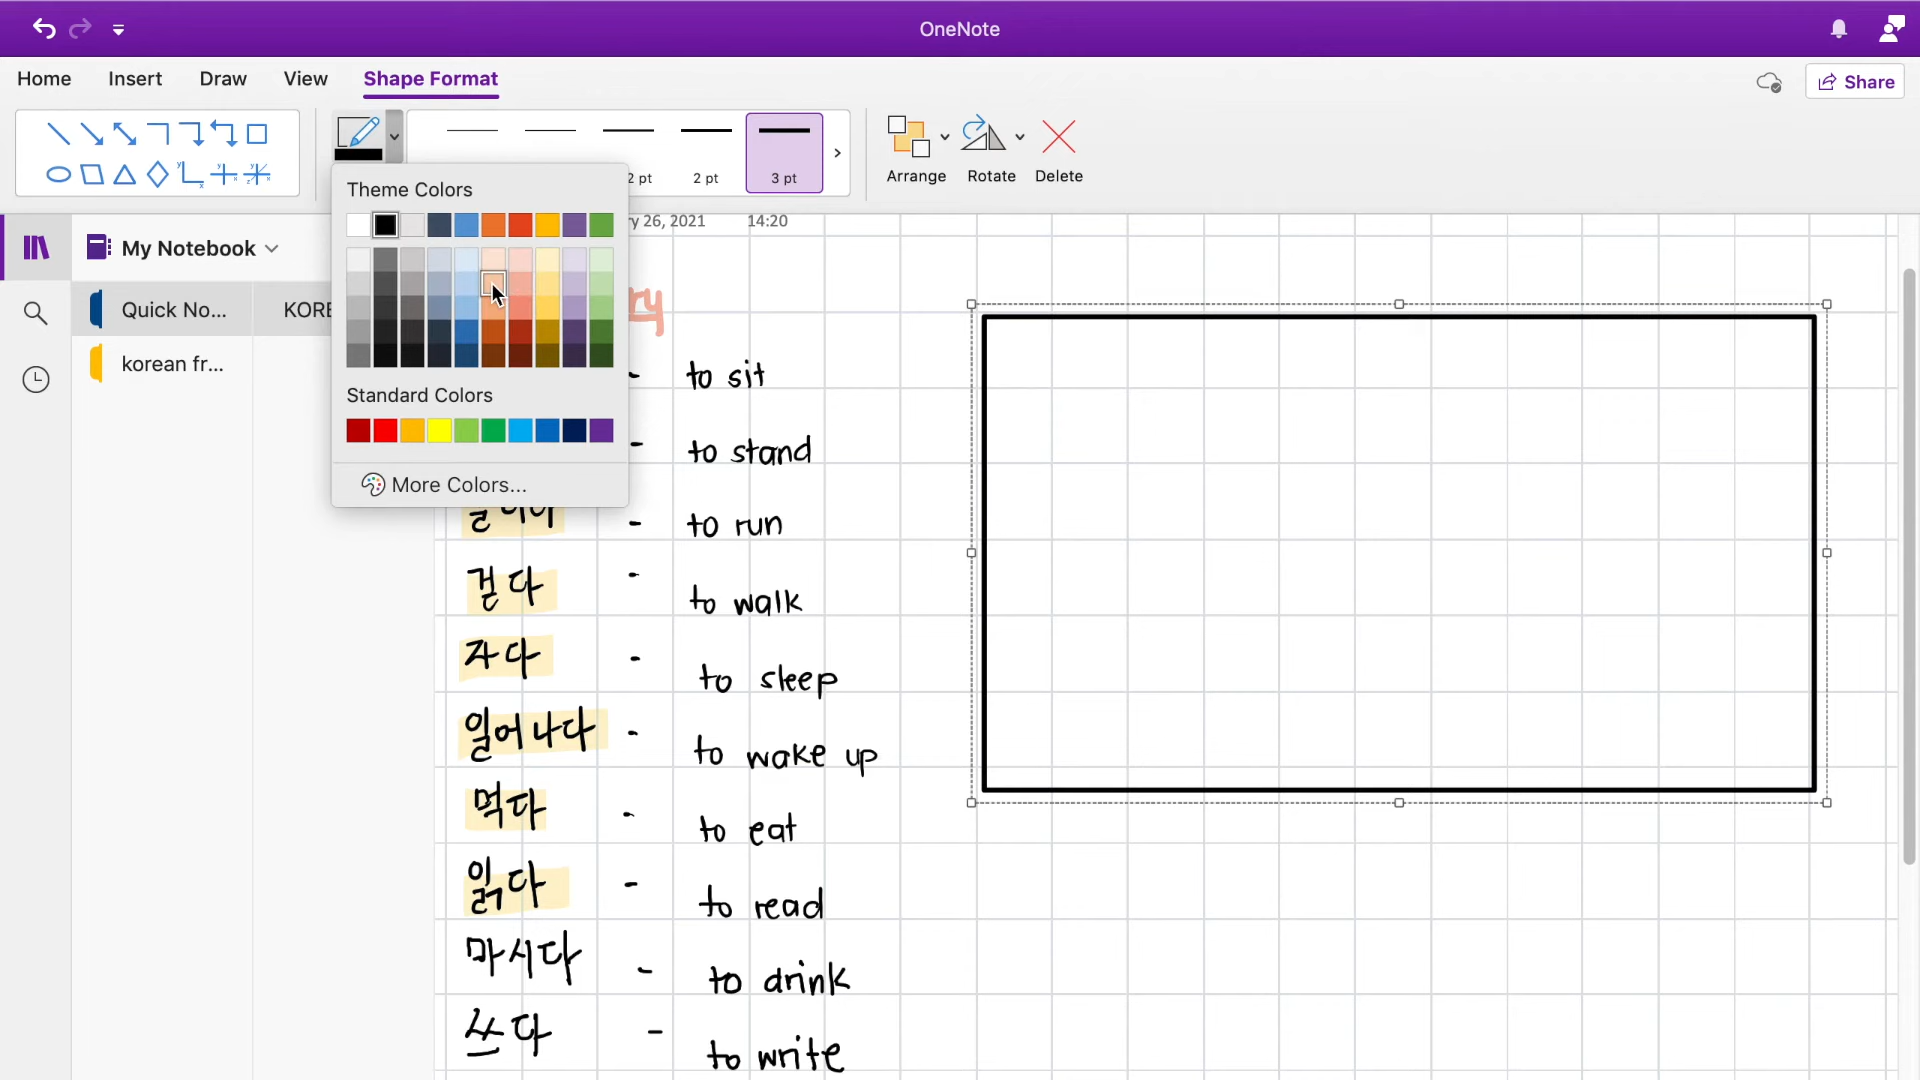 OneNote
Home Insert Draw View Shape Format
Share
2 pt 2 pt 3 pt
Arrange Rotate Delete
Theme Colors
Standard Colors
More Colors...
My Notebook
Quick No... KORE
korean fr...
ry 26, 2021 14:20
ry
- to sit
- to stand
- to run
걷다 - to walk
자다 - to sleep
일어나다 - to wake up
먹다 - to eat
읽다 - to read
마시다 - to drink
쓰다 - to write